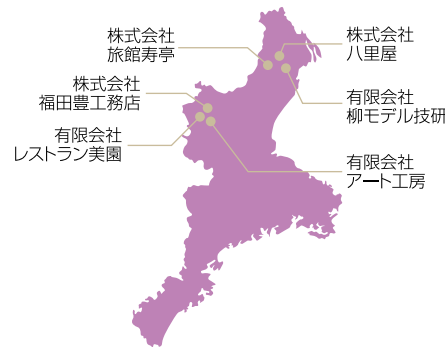 株式会社
旅館寿亭
株式会社
福田豊工務店
有限会社
レストラン美園
株式会社
八里屋
有限会社
柳モデル技研
有限会社
アート工房